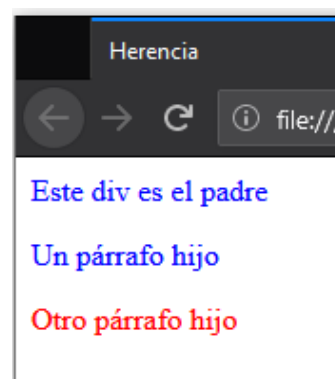 Herencia
file:///
Este div es el padre
Un párrafo hijo
Otro párrafo hijo